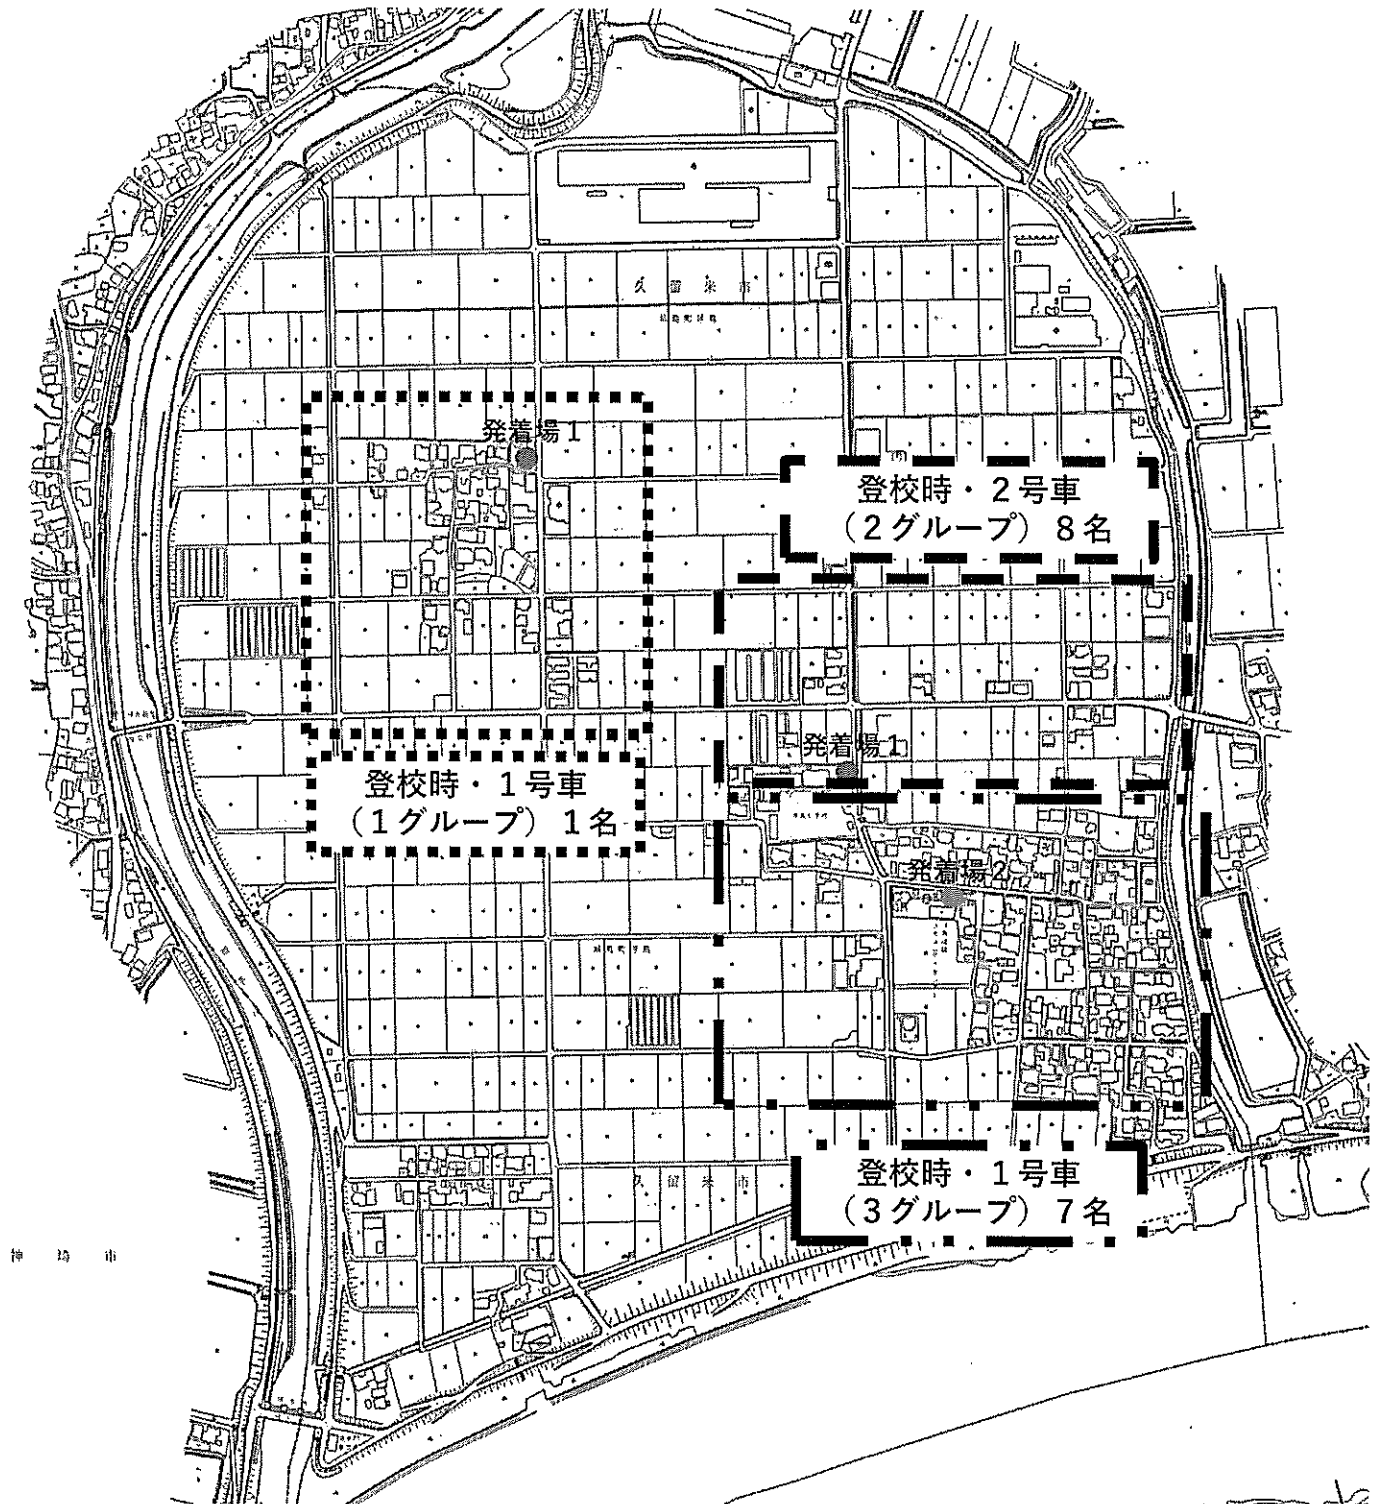 久留米市
発着場1
登校時・2号車
（2グループ）8名
発着場1
登校時・1号車
（1グループ）1名
発着場2
久留米市
登校時・1号車
（3グループ）7名
神埼市